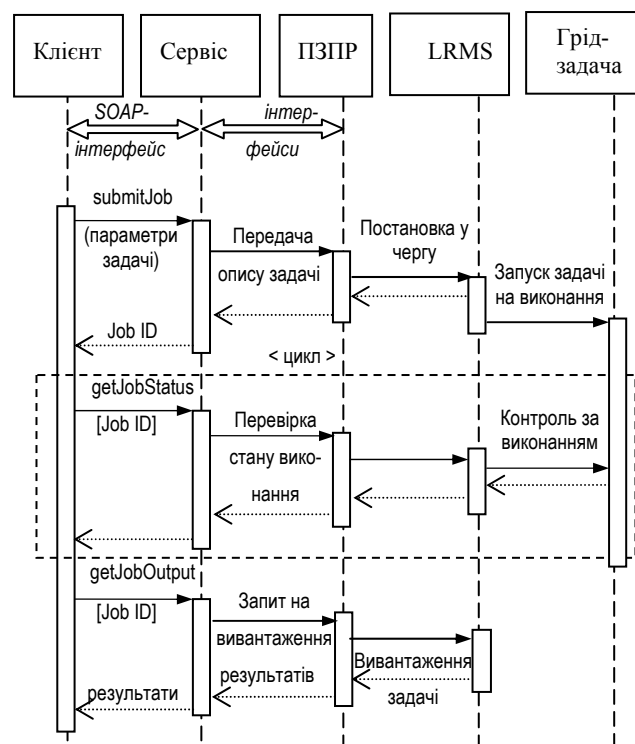 Клієнт
Сервіс
ПЗПР
LRMS
Грід-
задача
SOAP-
інтерфейс
інтер-
фейси
submitJob
(параметри
задачі)
Передача
опису задачі
Постановка у
чергу
Запуск задачі
на виконання
Job ID
< цикл >
getJobStatus
[Job ID]
Перевірка
стану вико-
нання
Контроль за
виконанням
getJobOutput
[Job ID]
Запит на
вивантаження
результатів
Вивантаження
задачі
результати